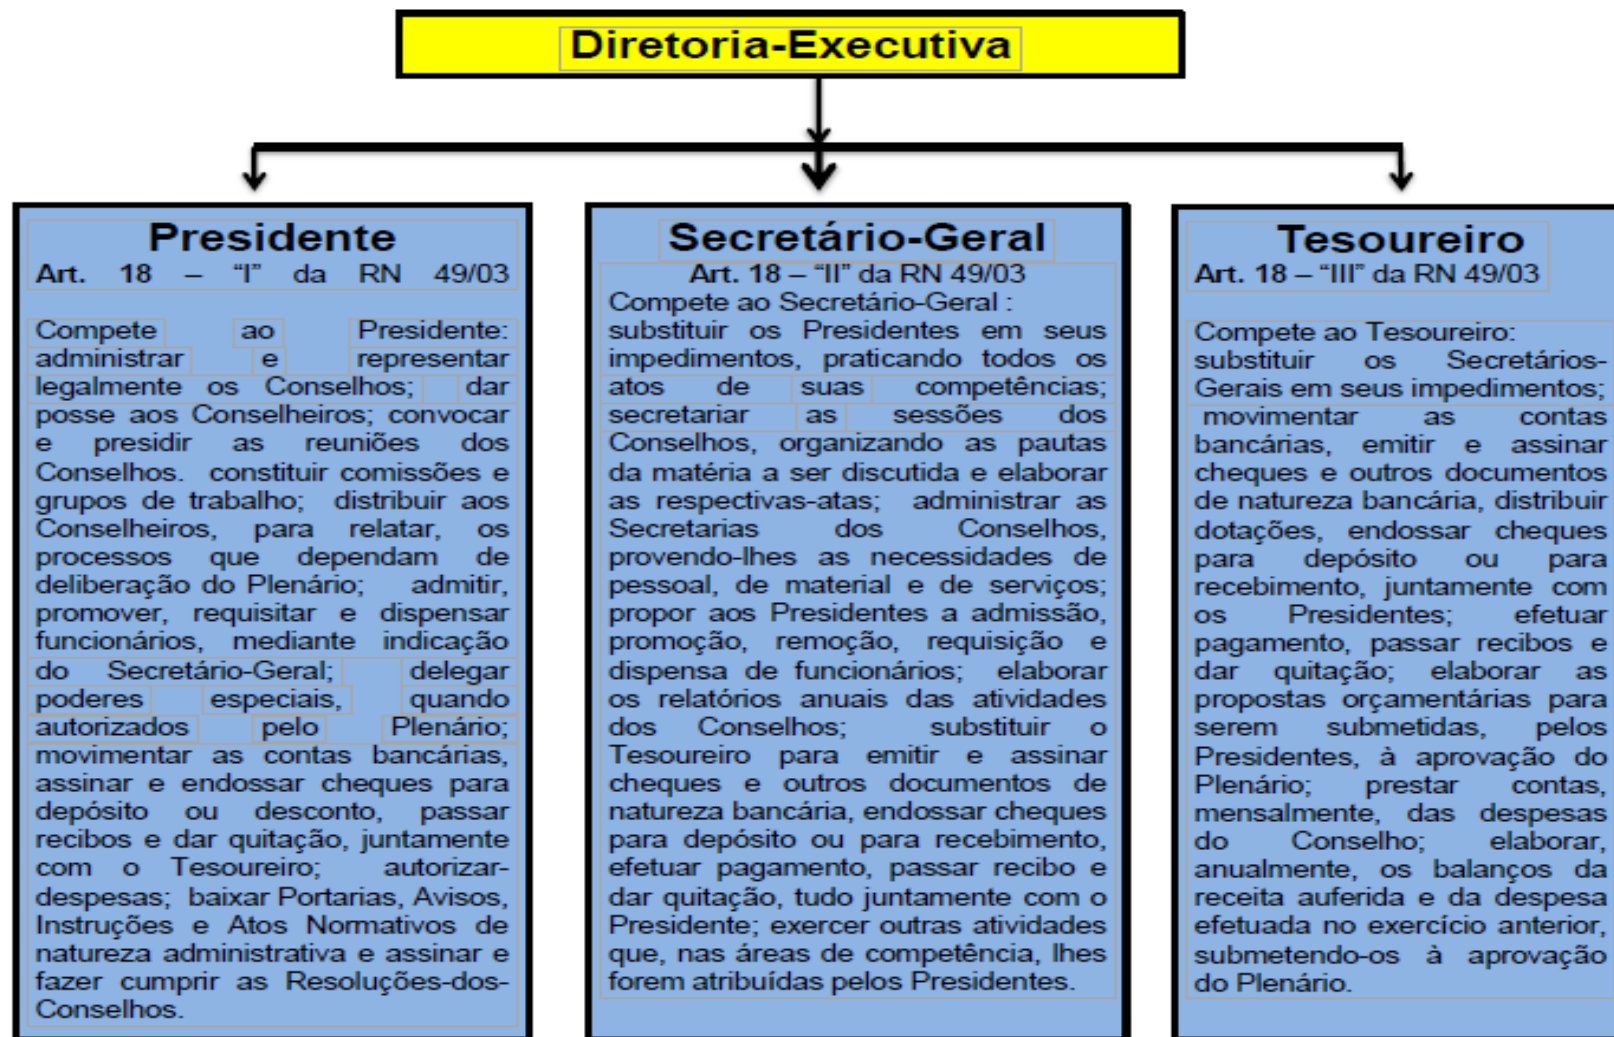 Diretoria-Executiva
Presidente
Art. 18 – “I” da RN 49/03
Compete ao Presidente:
administrar e representar
legalmente os Conselhos; dar
posse aos Conselheiros; convocar
e presidir as reuniões dos
Conselhos. constituir comissões e
grupos de trabalho; distribuir aos
Conselheiros, para relatar, os
processos que dependam de
deliberação do Plenário; admitir,
promover, requisitar e dispensar
funcionários, mediante indicação
do Secretário-Geral; delegar
poderes especiais, quando
autorizados pelo Plenário;
movimentar as contas bancárias,
assinar e endossar cheques para
depósito ou desconto, passar
recibos e dar quitação, juntamente
com o Tesoureiro; autorizar-
despesas; baixar Portarias, Avisos,
Instruções e Atos Normativos de
natureza administrativa e assinar e
fazer cumprir as Resoluções-dos-
Conselhos.
Secretário-Geral
Art. 18 – “II” da RN 49/03
Compete ao Secretário-Geral :
substituir os Presidentes em seus
impedimentos, praticando todos os
atos de suas competências;
secretariar as sessões dos
Conselhos, organizando as pautas
da matéria a ser discutida e elaborar
as respectivas-atas; administrar as
Secretarias dos Conselhos,
provendo-lhes as necessidades de
pessoal, de material e de serviços;
propor aos Presidentes a admissão,
promoção, remoção, requisição e
dispensa de funcionários; elaborar
os relatórios anuais das atividades
dos Conselhos; substituir o
Tesoureiro para emitir e assinar
cheques e outros documentos de
natureza bancária, endossar cheques
para depósito ou para recebimento,
efetuar pagamento, passar recibo e
dar quitação, tudo juntamente com o
Presidente; exercer outras atividades
que, nas áreas de competência, lhes
forem atribuídas pelos Presidentes.
Tesoureiro
Art. 18 – “III” da RN 49/03
Compete ao Tesoureiro:
substituir os Secretários-
Gerais em seus impedimentos;
movimentar as contas
bancárias, emitir e assinar
cheques e outros documentos
de natureza bancária, distribuir
dotações, endossar cheques
para depósito ou para
recebimento, juntamente com
os Presidentes; efetuar
pagamento, passar recibos e
dar quitação; elaborar as
propostas orçamentárias para
serem submetidas, pelos
Presidentes, à aprovação do
Plenário; prestar contas,
mensalmente, das despesas
do Conselho; elaborar,
anualmente, os balanços da
receita auferida e da despesa
efetuada no exercício anterior,
submetendo-os à aprovação
do Plenário.